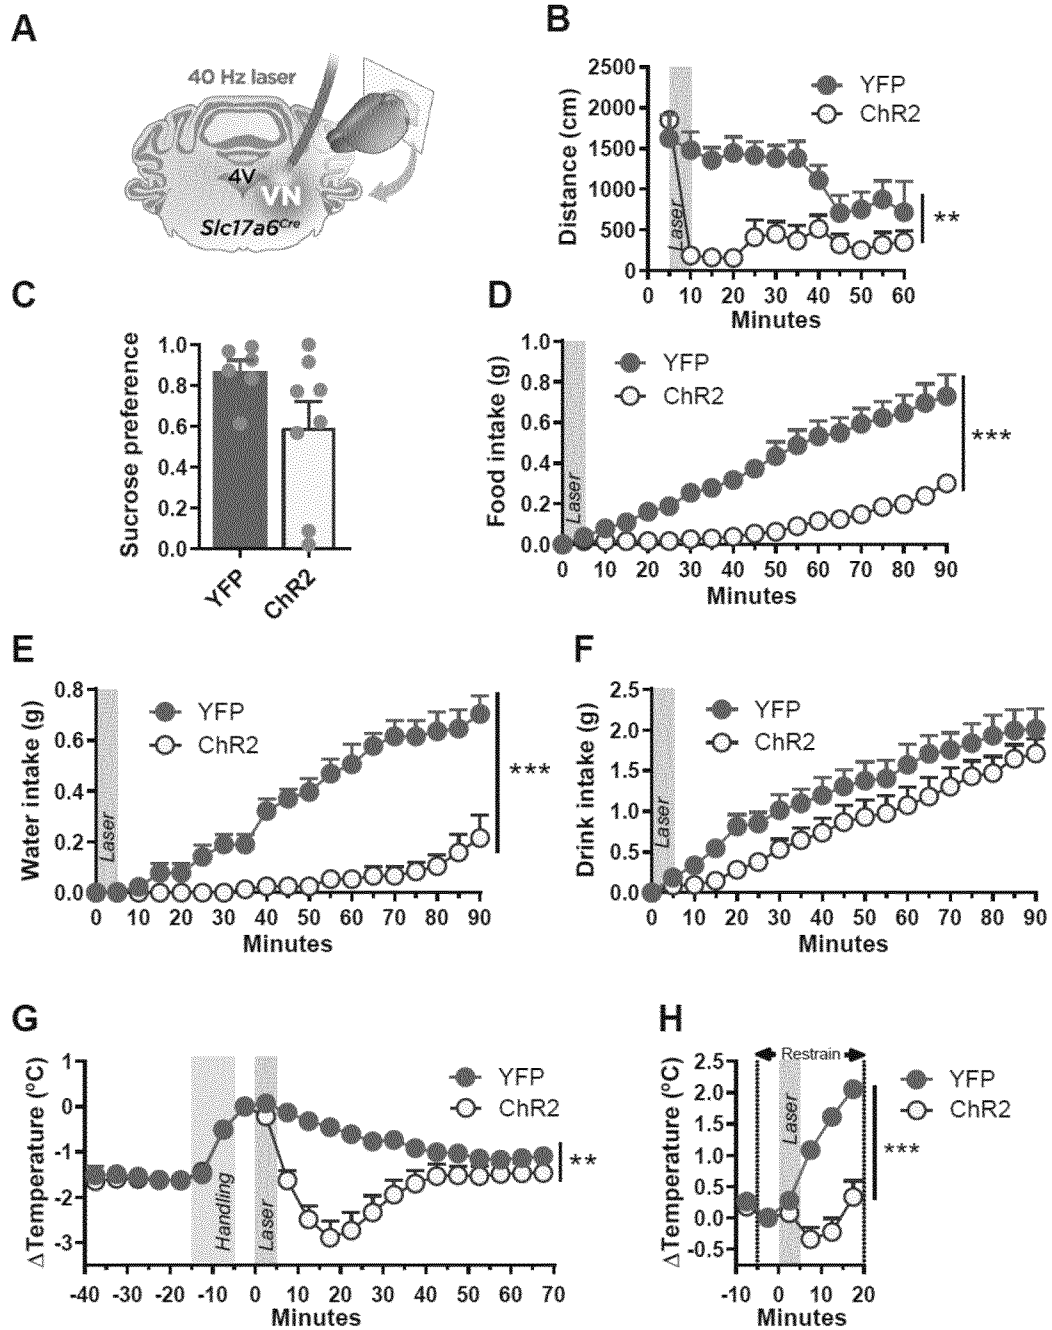 A
40 Hz laser
4V
VN
Slc17a6Cre
B
2500
2000
1500
1000
500
0
Distance (cm)
Laser
YFP
ChR2
**
0 10 20 30 40 50 60
Minutes
C
Sucrose preference
1.0
0.8
0.6
0.4
0.2
0.0
YFP
ChR2
D
Food intake (g)
1.0
0.8
0.6
0.4
0.2
0.0
Laser
YFP
ChR2
***
0 10 20 30 40 50 60 70 80 90
Minutes
E
Water intake (g)
0.8
0.6
0.4
0.2
0.0
Laser
YFP
ChR2
***
0 10 20 30 40 50 60 70 80 90
Minutes
F
Drink intake (g)
2.5
2.0
1.5
1.0
0.5
0.0
Laser
YFP
ChR2
0 10 20 30 40 50 60 70 80 90
Minutes
G
ΔTemperature (ºC)
1
0
-1
-2
-3
Handling
Laser
YFP
ChR2
**
-40 -30 -20 -10 0 10 20 30 40 50 60 70
Minutes
H
Restrain
ΔTemperature (ºC)
2.5
2.0
1.5
1.0
0.5
0.0
-0.5
Laser
YFP
ChR2
***
-10 0 10 20
Minutes